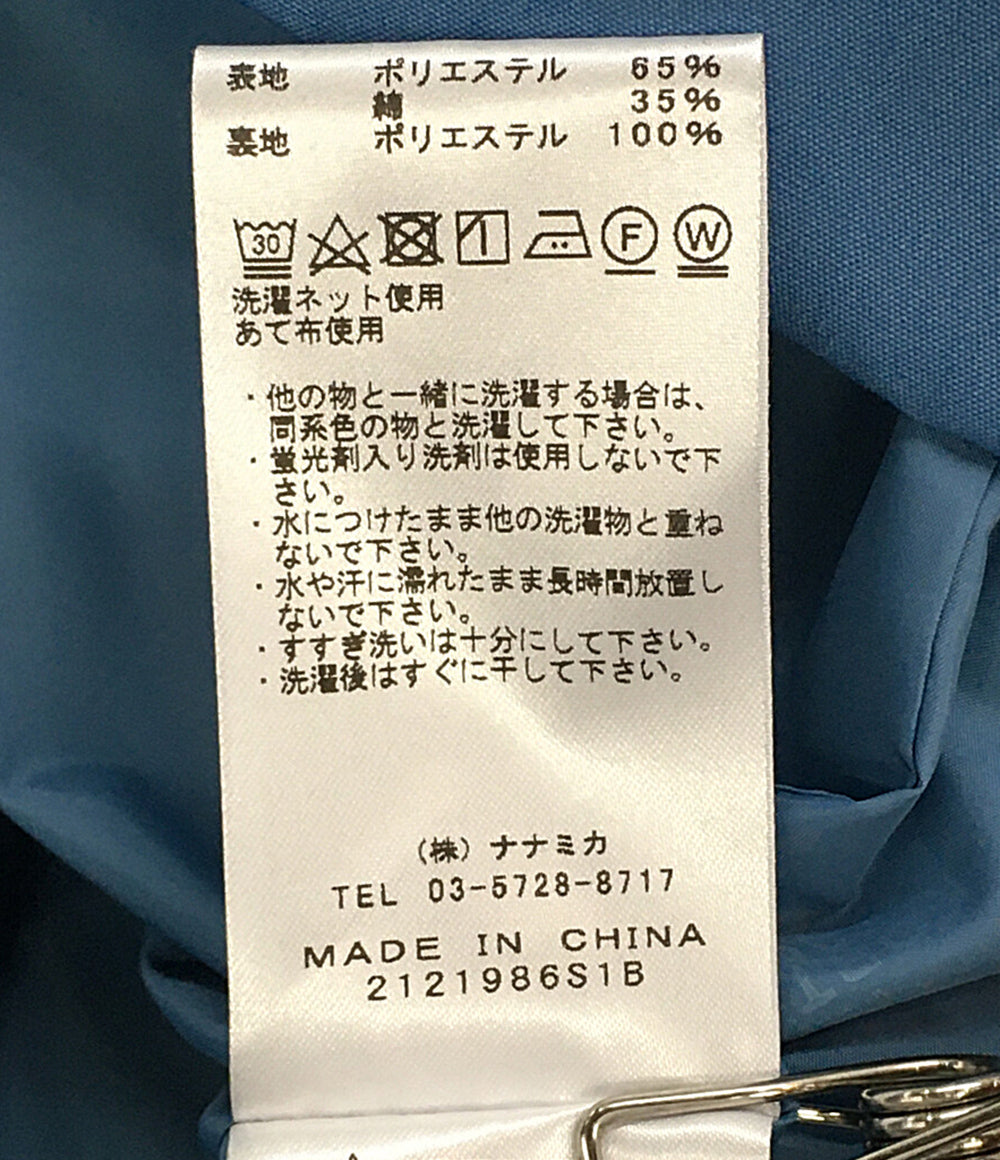 表地 ポリエステル 65%
綿 35%
裏地 ポリエステル 100%
30 F W
洗濯ネット使用
あて布使用
・他の物と一緒に洗濯する場合は、
同系色の物と洗濯して下さい。
・蛍光剤入り洗剤は使用しないで下
さい。
・水につけたまま他の洗濯物と重ね
ないで下さい。
・水や汗に濡れたまま長時間放置し
ないで下さい。
・すすぎ洗いは十分にして下さい。
・洗濯後はすぐに干して下さい。
(株)ナナミカ
TEL 03-5728-8717
MADE IN CHINA
2121986S1B